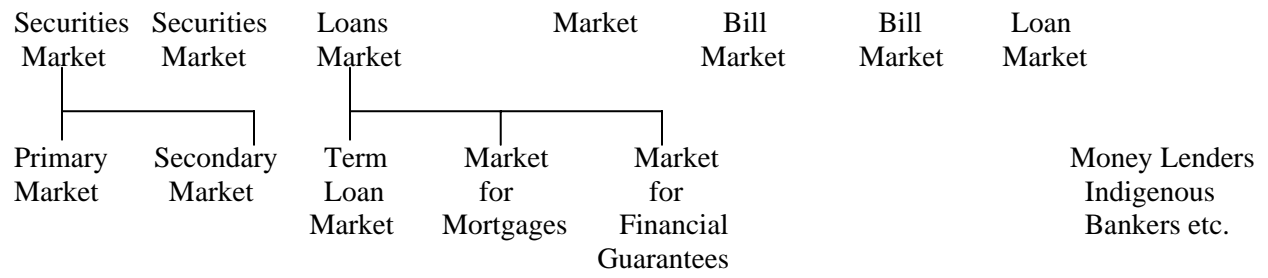 Securities Securities Loans Market Bill Bill Loan
Market Market Market Market Market Market
Primary Secondary Term Market Market Money Lenders
Market Market Loan for for Indigenous
Market Mortgages Financial Bankers etc.
Guarantees